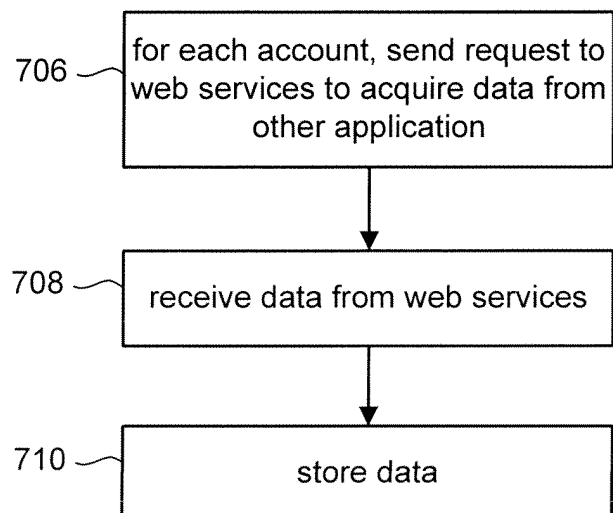 706
for each account, send request to
web services to acquire data from
other application
708
receive data from web services
710
store data